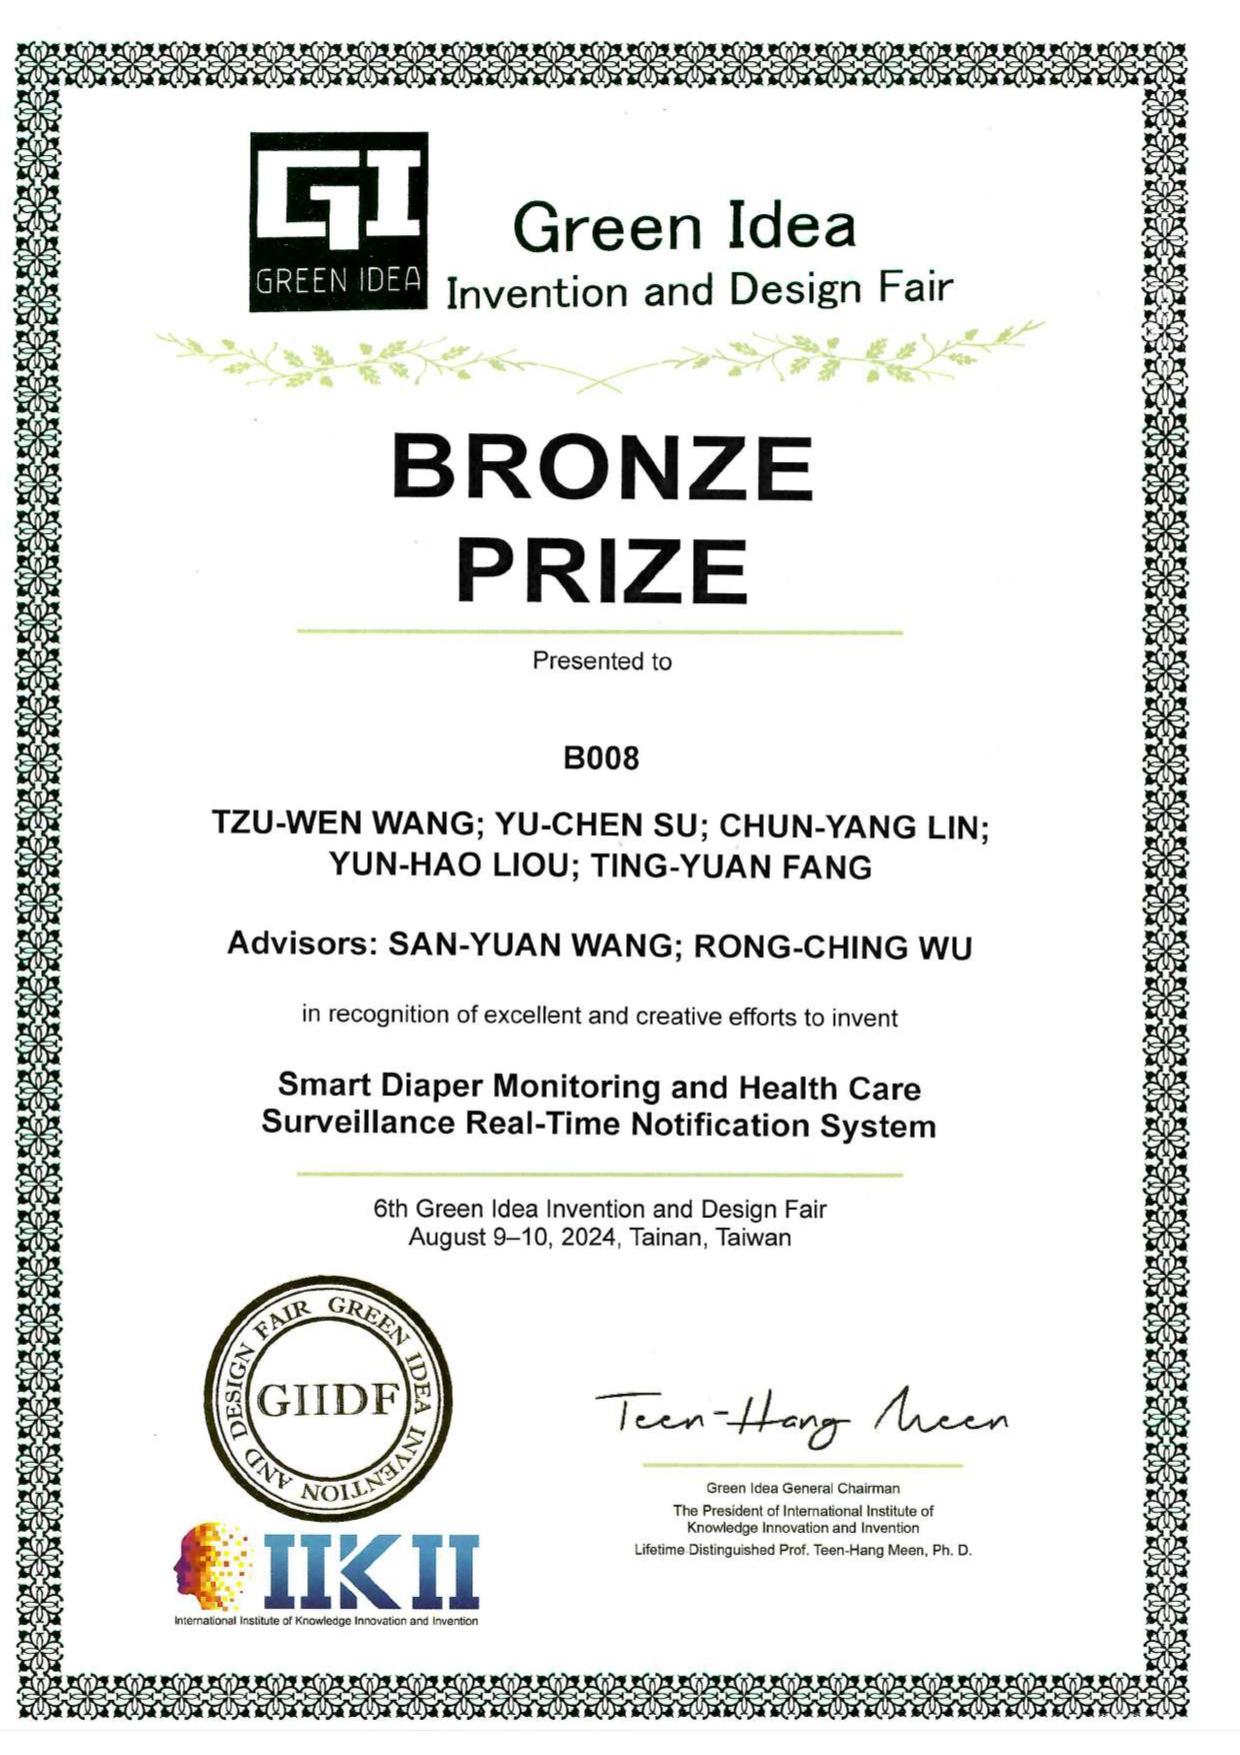 GI
GREEN IDEA
Green Idea
Invention and Design Fair
BRONZE
PRIZE
Presented to
B008
TZU-WEN WANG; YU-CHEN SU; CHUN-YANG LIN;
YUN-HAO LIOU; TING-YUAN FANG
Advisors: SAN-YUAN WANG; RONG-CHING WU
in recognition of excellent and creative efforts to invent
Smart Diaper Monitoring and Health Care
Surveillance Real-Time Notification System
6th Green Idea Invention and Design Fair
August 9–10, 2024, Tainan, Taiwan
GREEN IDEA INVENTION AND DESIGN FAIR
GIIDF
Teen-Hang Meen
Green Idea General Chairman
The President of International Institute of
Knowledge Innovation and Invention
Lifetime Distinguished Prof. Teen-Hang Meen, Ph. D.
IIKII
International Institute of Knowledge Innovation and Invention